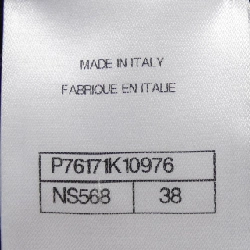 MADE IN ITALY
FABRIQUE EN ITALIE
P76171K10976
NS568 38